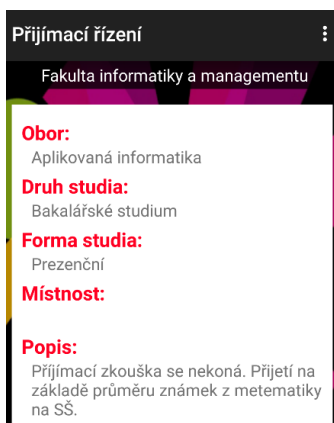 Přijímací řízení
Fakulta informatiky a managementu
Obor:
Aplikovaná informatika
Druh studia:
Bakalářské studium
Forma studia:
Prezenční
Místnost:
Popis:
Příjímací zkouška se nekoná. Přijetí na
základě průměru známek z metematiky
na SŠ.